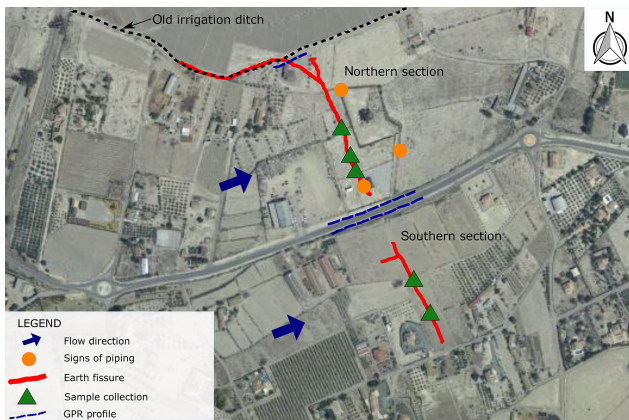 Old irrigation ditch
N
Northern section
Southern section
LEGEND
Flow direction
Signs of piping
Earth fissure
Sample collection
GPR profile